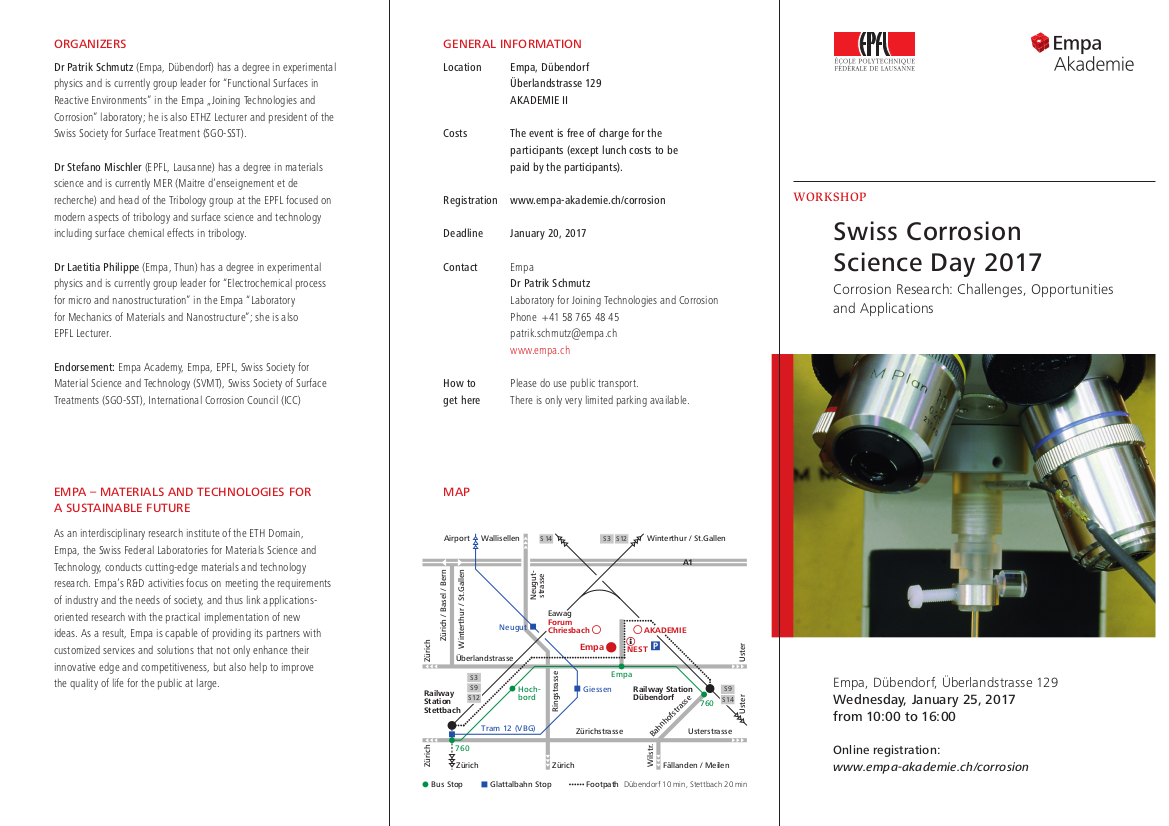 ORGANIZERS
Dr Patrik Schmutz (Empa, Dübendorf) has a degree in experimental
physics and is currently group leader for "Functional Surfaces in
Reactive Environments" in the Empa „Joining Technologies and
Corrosion" laboratory; he is also ETHZ Lecturer and president of the
Swiss Society for Surface Treatment (SGO-SST).
Dr Stefano Mischler (EPFL, Lausanne) has a degree in materials
science and is currently MER (Maitre d'enseignement et de
recherche) and head of the Tribology group at the EPFL focused on
modern aspects of tribology and surface science and technology
including surface chemical effects in tribology.
Dr Laetitia Philippe (Empa, Thun) has a degree in experimental
physics and is currently group leader for "Electrochemical process
for micro and nanostructuration" in the Empa "Laboratory
for Mechanics of Materials and Nanostructure"; she is also
EPFL Lecturer.
Endorsement: Empa Academy, Empa, EPFL, Swiss Society for
Material Science and Technology (SVMT), Swiss Society of Surface
Treatments (SGO-SST), International Corrosion Council (ICC)
EMPA – MATERIALS AND TECHNOLOGIES FOR
A SUSTAINABLE FUTURE
As an interdisciplinary research institute of the ETH Domain,
Empa, the Swiss Federal Laboratories for Materials Science and
Technology, conducts cutting-edge materials and technology
research. Empa's R&D activities focus on meeting the requirements
of industry and the needs of society, and thus link applications-
oriented research with the practical implementation of new
ideas. As a result, Empa is capable of providing its partners with
customized services and solutions that not only enhance their
innovative edge and competitiveness, but also help to improve
the quality of life for the public at large.
GENERAL INFORMATION
Location Empa, Dübendorf
Überlandstrasse 129
AKADEMIE II
Costs The event is free of charge for the
participants (except lunch costs to be
paid by the participants).
Registration www.empa-akademie.ch/corrosion
Deadline January 20, 2017
Contact Empa
Dr Patrik Schmutz
Laboratory for Joining Technologies and Corrosion
Phone +41 58 765 48 45
patrik.schmutz@empa.ch
www.empa.ch
How to Please do use public transport.
get here There is only very limited parking available.
MAP
Airport Wallisellen S14 S3 S12 Winterthur / St.Gallen
A1
Zürich / Basel / Bern
Winterthur / St.Gallen
Neugut-
strasse
Eawag
Forum
Chriesbach
Neugut
AKADEMIE
Empa
i
NEST
P
Zürich
Überlandstrasse
Uster
Empa
S3
S9
S12
Railway
Station
Stettbach
Hoch-
bord
Ringstrasse
Giessen
Railway Station
Dübendorf
S9
S14
760
Uster
Bahnhofstrasse
Tram 12 (VBG)
Zürichstrasse
Usterstrasse
Zürich
760
Wilstr.
Zürich
Zürich
Fällanden / Meilen
Bus Stop Glattalbahn Stop Footpath Dübendorf 10 min, Stettbach 20 min
EPFL
ÉCOLE POLYTECHNIQUE
FÉDÉRALE DE LAUSANNE
Empa
Akademie
WORKSHOP
Swiss Corrosion
Science Day 2017
Corrosion Research: Challenges, Opportunities
and Applications
M Plan
Empa, Dübendorf, Überlandstrasse 129
Wednesday, January 25, 2017
from 10:00 to 16:00
Online registration:
www.empa-akademie.ch/corrosion